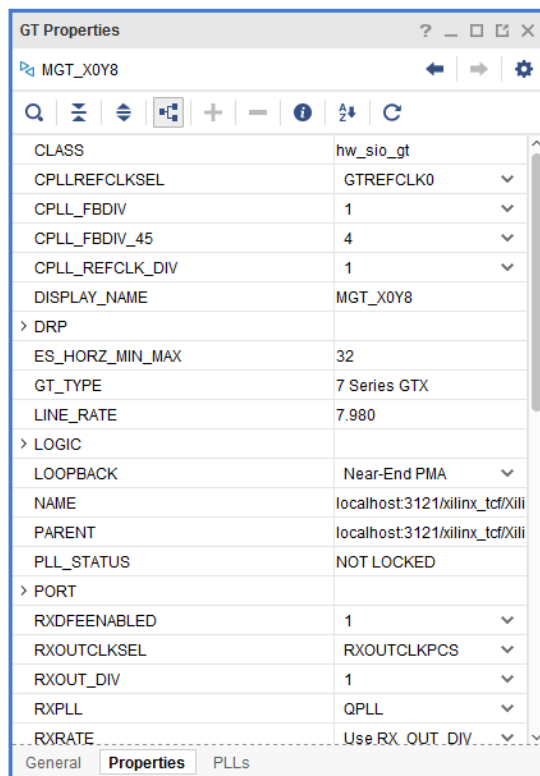 GT Properties
MGT_X0Y8
CLASS hw_sio_gt
CPLLREFCLKSEL GTREFCLK0
CPLL_FBDIV 1
CPLL_FBDIV_45 4
CPLL_REFCLK_DIV 1
DISPLAY_NAME MGT_X0Y8
DRP
ES_HORZ_MIN_MAX 32
GT_TYPE 7 Series GTX
LINE_RATE 7.980
LOGIC
LOOPBACK Near-End PMA
NAME localhost:3121/xilinx_tcf/Xili
PARENT localhost:3121/xilinx_tcf/Xili
PLL_STATUS NOT LOCKED
PORT
RXDFEENABLED 1
RXOUTCLKSEL RXOUTCLKPCS
RXOUT_DIV 1
RXPLL QPLL
RXRATE Use RX_OUT_DIV
General Properties PLLs